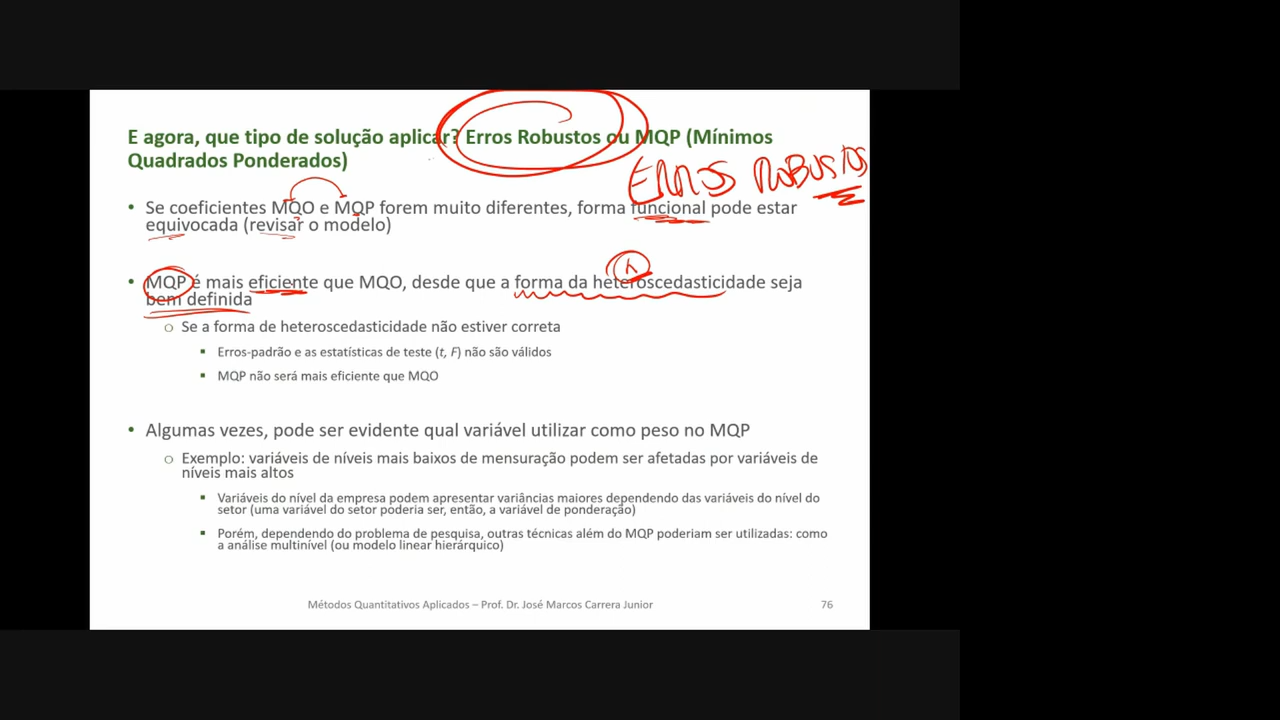 E agora, que tipo de solução aplicar? Erros Robustos ou MQP (Mínimos
Quadrados Ponderados)
ERROS ROBUSTOS
• Se coeficientes MQO e MQP forem muito diferentes, forma funcional pode estar
equivocada (revisar o modelo)
h
• MQP é mais eficiente que MQO, desde que a forma da heteroscedasticidade seja
bem definida
o Se a forma de heteroscedasticidade não estiver correta
▪ Erros-padrão e as estatísticas de teste (t, F) não são válidos
▪ MQP não será mais eficiente que MQO
• Algumas vezes, pode ser evidente qual variável utilizar como peso no MQP
o Exemplo: variáveis de níveis mais baixos de mensuração podem ser afetadas por variáveis de
níveis mais altos
▪ Variáveis do nível da empresa podem apresentar variâncias maiores dependendo das variáveis do nível do
setor (uma variável do setor poderia ser, então, a variável de ponderação)
▪ Porém, dependendo do problema de pesquisa, outras técnicas além do MQP poderiam ser utilizadas: como
a análise multinível (ou modelo linear hierárquico)
Métodos Quantitativos Aplicados – Prof. Dr. José Marcos Carrera Junior
76